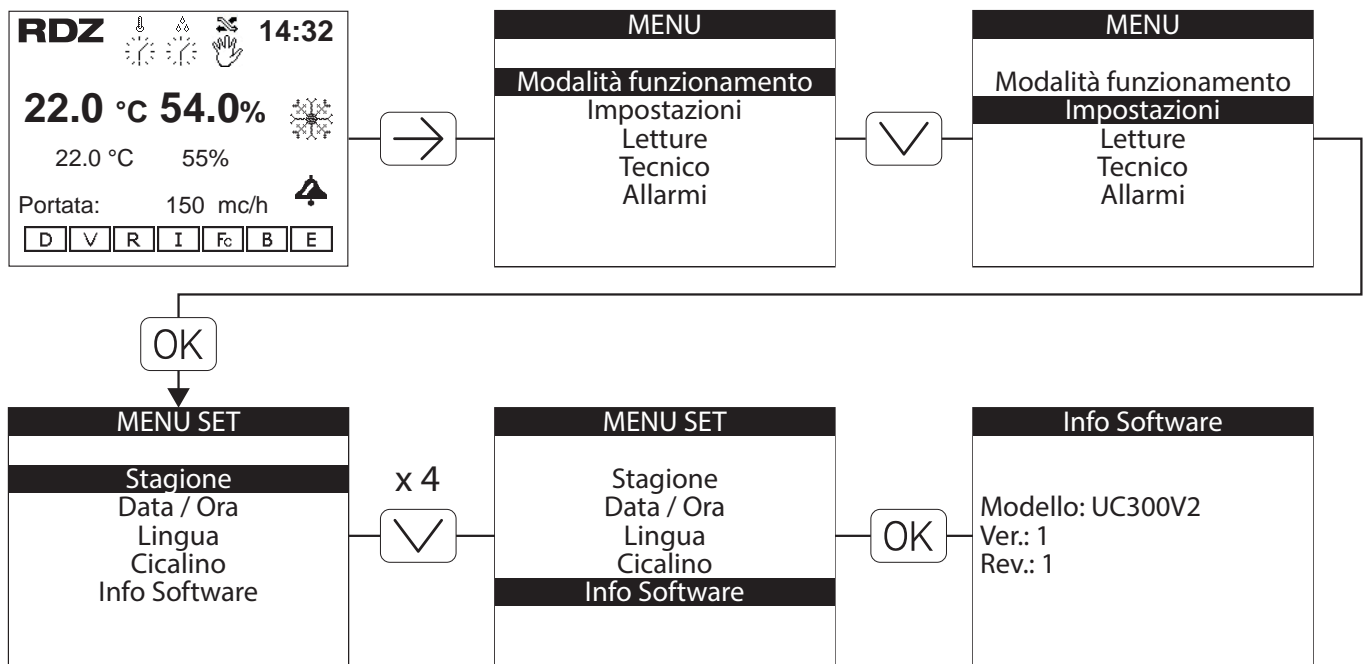 RDZ 14:32
22.0 °C 54.0%
22.0 °C 55%
Portata: 150 mc/h
D V R I Fc B E
MENU
Modalità funzionamento
Impostazioni
Letture
Tecnico
Allarmi
MENU
Modalità funzionamento
Impostazioni
Letture
Tecnico
Allarmi
OK
MENU SET
Stagione
Data / Ora
Lingua
Cicalino
Info Software
x 4
MENU SET
Stagione
Data / Ora
Lingua
Cicalino
Info Software
OK
Info Software
Modello: UC300V2
Ver.: 1
Rev.: 1